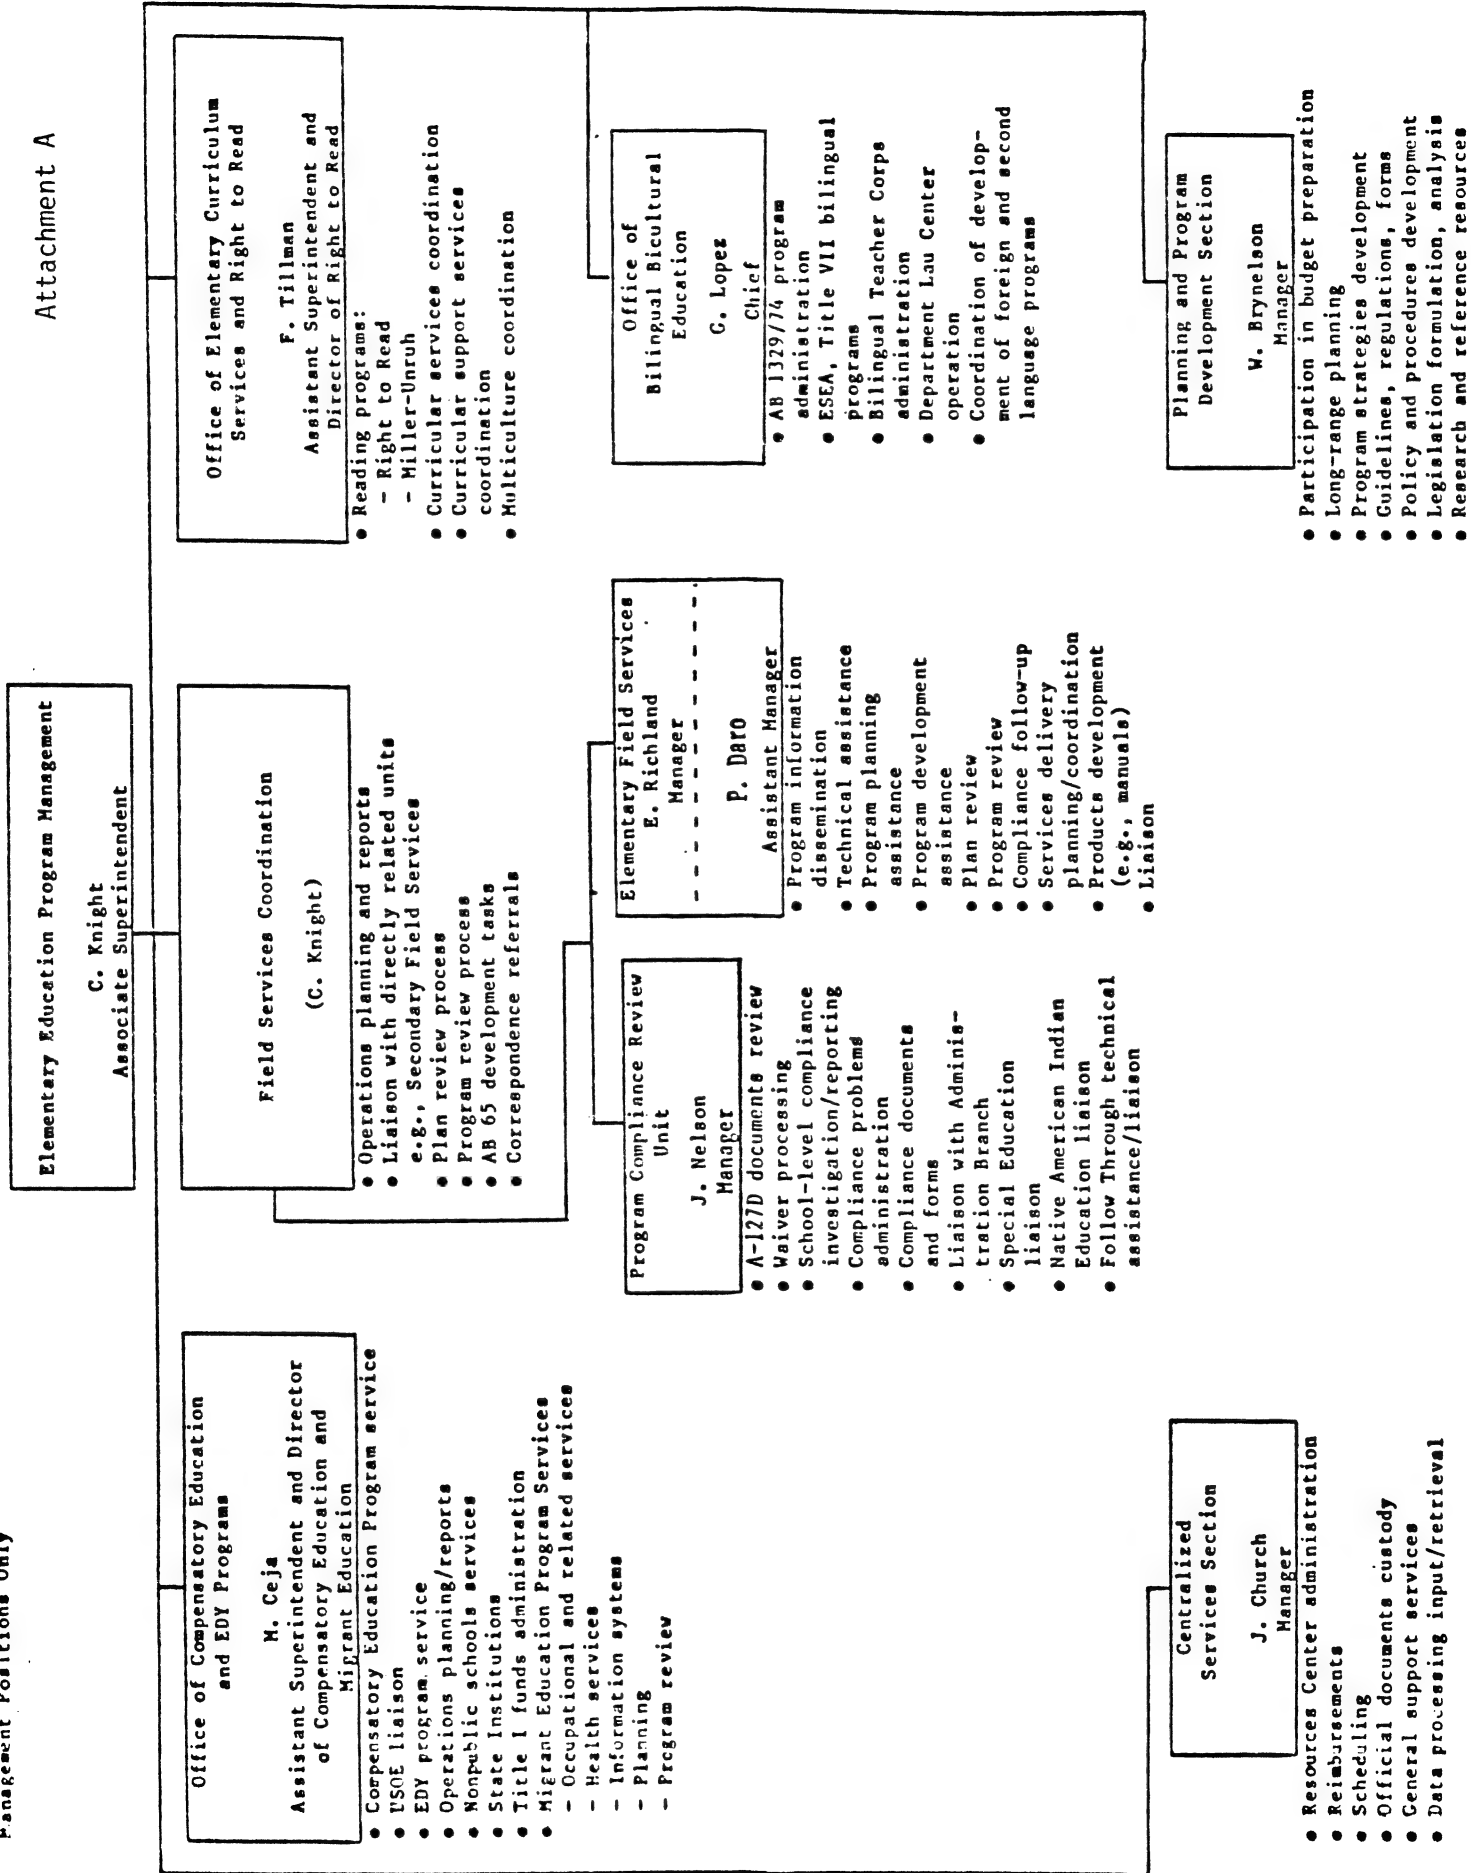 Management Positions Only
Attachment A
Elementary Education Program Management
C. Knight
Associate Superintendent
Office of Compensatory Education
and EDY Programs
M. Ceja
Assistant Superintendent and Director
of Compensatory Education and
Migrant Education
● Compensatory Education Program service
● USOE liaison
● EDY program service
● Operations planning/reports
● Nonpublic schools services
● State Institutions
● Title I funds administration
● Migrant Education Program Services
– Occupational and related services
– Health services
– Information systems
– Planning
– Program review
Field Services Coordination
(C. Knight)
● Operations planning and reports
● Liaison with directly related units
e.g., Secondary Field Services
● Plan review process
● Program review process
● AB 65 development tasks
● Correspondence referrals
Office of Elementary Curriculum
Services and Right to Read
F. Tillman
Assistant Superintendent and
Director of Right to Read
● Reading programs:
– Right to Read
– Miller-Unruh
● Curricular services coordination
● Curricular support services
coordination
● Multiculture coordination
Program Compliance Review
Unit
J. Nelson
Manager
● A-127D documents review
● Waiver processing
● School-level compliance
investigation/reporting
● Compliance problems
administration
● Compliance documents
and forms
● Liaison with Adminis-
tration Branch
● Special Education
liaison
● Native American Indian
Education liaison
● Follow Through technical
assistance/liaison
Elementary Field Services
E. Richland
Manager
P. Daro
Assistant Manager
● Program information
dissemination
● Technical assistance
● Program planning
assistance
● Program development
assistance
● Plan review
● Program review
● Compliance follow-up
● Services delivery
planning/coordination
● Products development
(e.g., manuals)
● Liaison
Office of
Bilingual Bicultural
Education
G. Lopez
Chief
● AB 1329/74 program
administration
● ESEA, Title VII bilingual
programs
● Bilingual Teacher Corps
administration
● Department Lau Center
operation
● Coordination of develop-
ment of foreign and second
language programs
Centralized
Services Section
J. Church
Manager
● Resources Center administration
● Reimbursements
● Scheduling
● Official documents custody
● General support services
● Data processing input/retrieval
Planning and Program
Development Section
W. Brynelson
Manager
● Participation in budget preparation
● Long-range planning
● Program strategies development
● Guidelines, regulations, forms
● Policy and procedures development
● Legislation formulation, analysis
● Research and reference resources